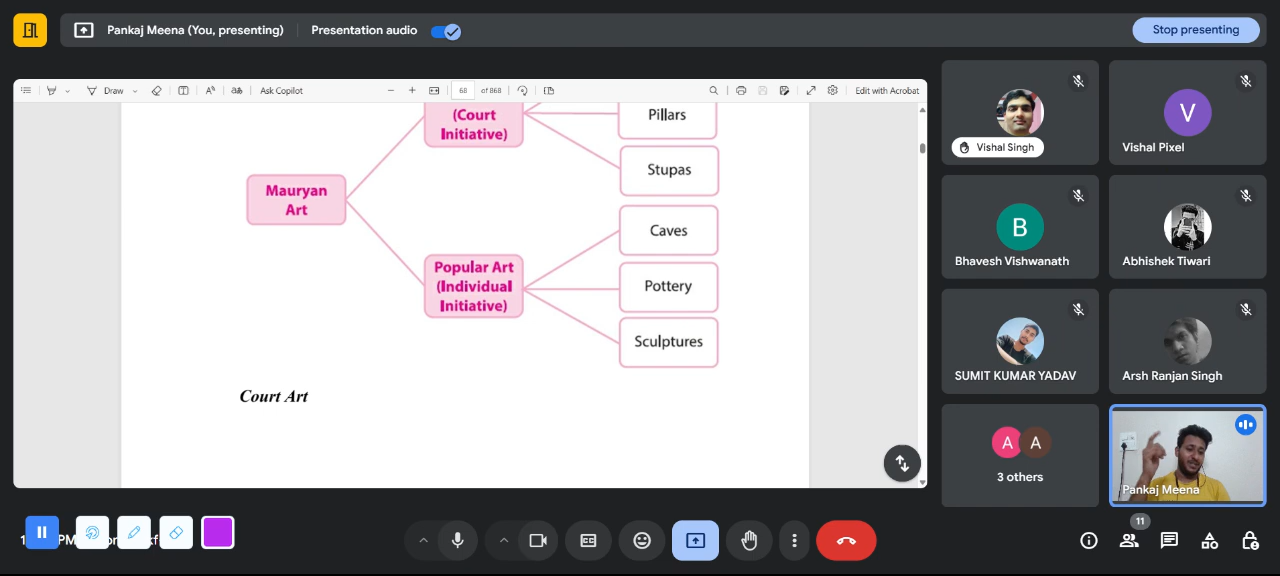 Pankaj Meena (You, presenting)
Presentation audio
Stop presenting
Draw
Ask Copilot
68
of 868
Edit with Acrobat
(Court
Initiative)
Pillars
Stupas
Mauryan
Art
Caves
Popular Art
(Individual
Initiative)
Pottery
Sculptures
Court Art
Vishal Singh
V
Vishal Pixel
B
Bhavesh Vishwanath
Abhishek Tiwari
SUMIT KUMAR YADAV
Arsh Ranjan Singh
A
A
3 others
Pankaj Meena
11